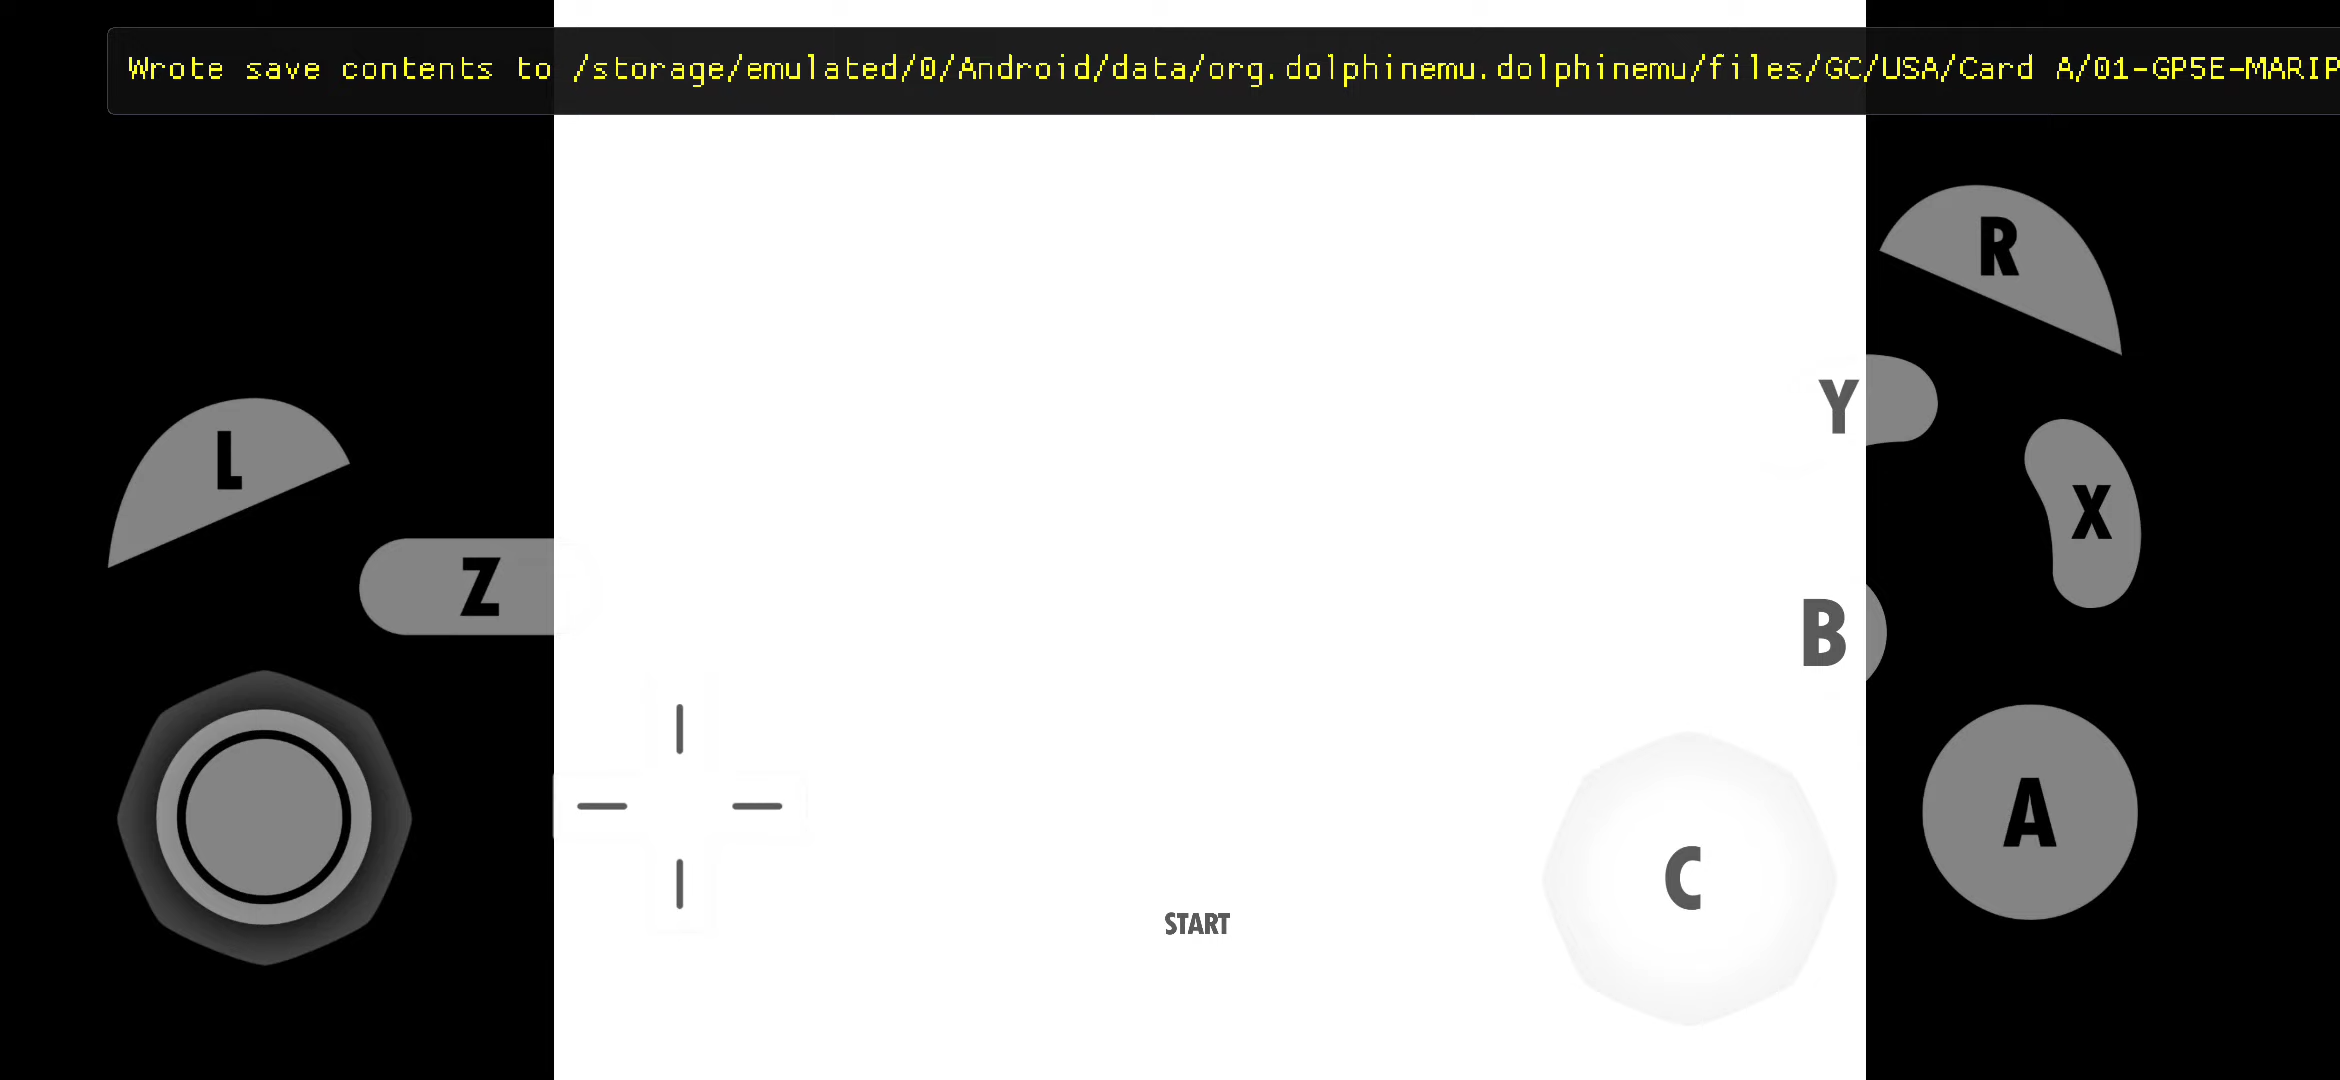 Wrote save contents to /storage/emulated/0/Android/data/org.dolphinemu.dolphinemu/files/GC/USA/Card A/01-GP5E-MARIP
R
Y
L
X
Z
B
A
C
START